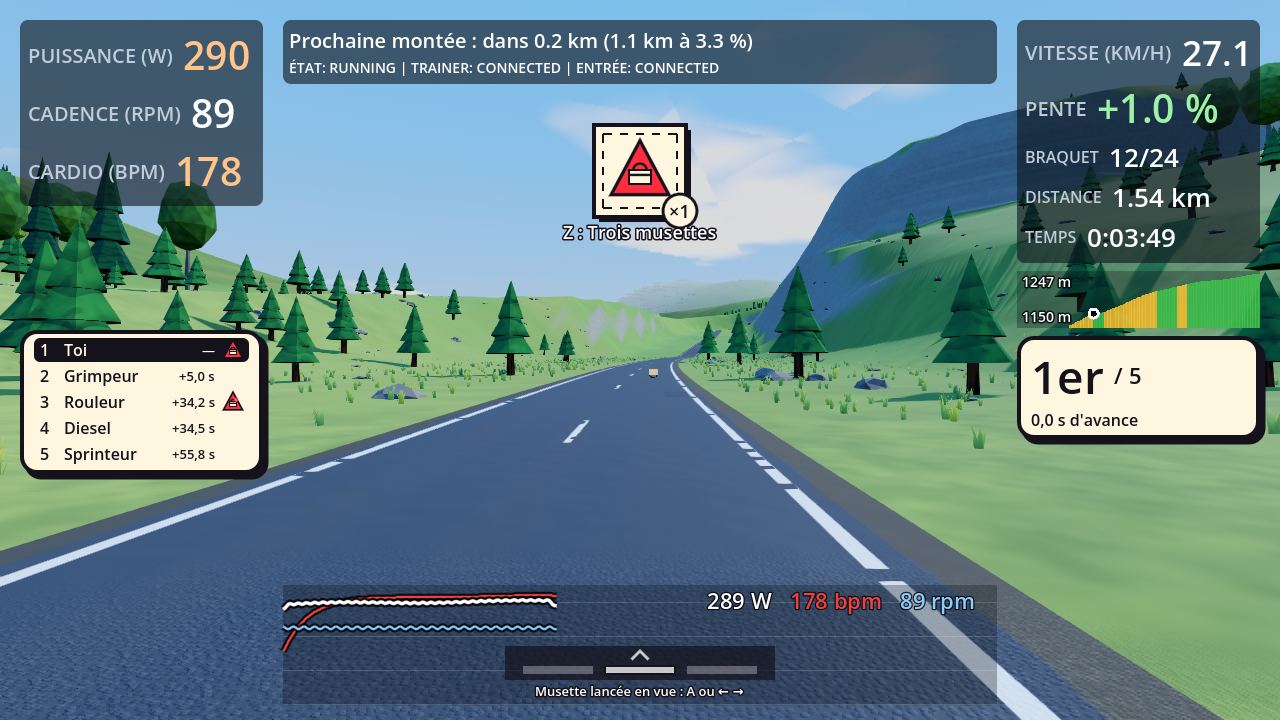 PUISSANCE (W) 290
CADENCE (RPM) 89
CARDIO (BPM) 178
Prochaine montée : dans 0.2 km (1.1 km à 3.3 %)
ÉTAT: RUNNING | TRAINER: CONNECTED | ENTRÉE: CONNECTED
VITESSE (KM/H) 27.1
PENTE +1.0 %
BRAQUET 12/24
DISTANCE 1.54 km
TEMPS 0:03:49
1247 m
1150 m
×1
Z : Trois musettes
1 Toi —
2 Grimpeur +5,0 s
3 Rouleur +34,2 s
4 Diesel +34,5 s
5 Sprinteur +55,8 s
1er / 5
0,0 s d'avance
289 W 178 bpm 89 rpm
Musette lancée en vue : A ou ← →